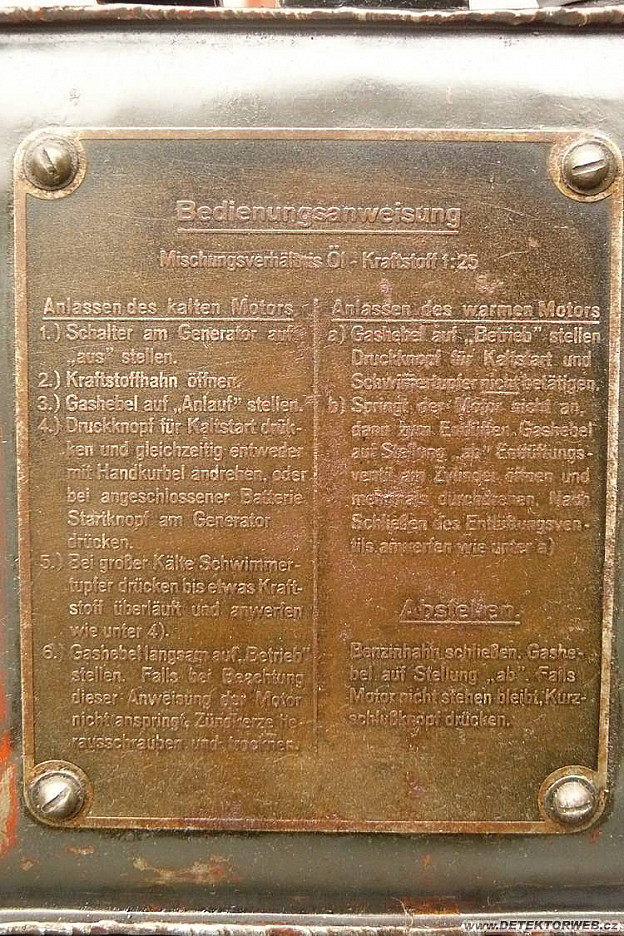 Bedienungsanweisung
Mischungsverhältnis Öl - Kraftstoff 1:25
Anlassen des kalten Motors
1.) Schalter am Generator auf
„aus" stellen.
2.) Kraftstoffhahn öffnen.
3.) Gashebel auf „Anlauf" stellen.
4.) Druckknopf für Kaltstart drük-
ken und gleichzeitig entweder
mit Handkurbel andrehen, oder
bei angeschlossener Batterie
Startknopf am Generator
drücken.
5.) Bei großer Kälte Schwimmer-
tupfer drücken bis etwas Kraft-
stoff überläuft und anwerfen
wie unter 4).
6.) Gashebel langsam auf „Betrieb"
stellen. Falls bei Beachtung
dieser Anweisung der Motor
nicht anspringt, Zündkerze he-
rausschrauben und trocknen.
Anlassen des warmen Motors
a) Gashebel auf „Betrieb" stellen
Druckknopf für Kaltstart und
Schwimmertupfer nicht betätigen.
b) Springt der Motor nicht an,
dann zum Entlüften, Gashebel
auf Stellung „ab" Entlüftungs-
ventil am Zylinder öffnen und
mehrmals durchdrehen. Nach
Schließen des Entlüftungsven-
tils anwerfen wie unter a)
Abstellen.
Benzinhahn schließen, Gashe-
bel auf Stellung „ab". Falls
Motor nicht stehen bleibt, Kurz-
schlußknopf drücken.
www.DETEKTORWEB.cz